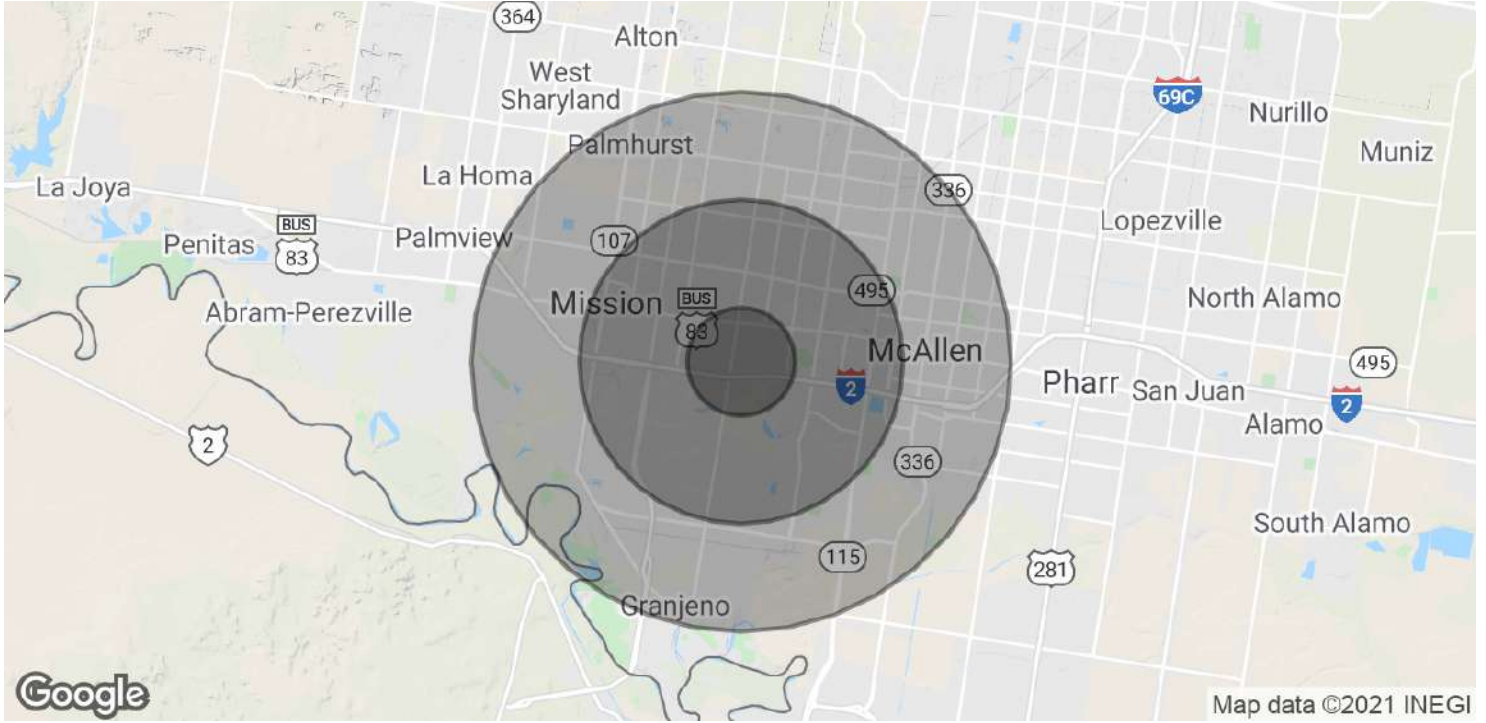 364
Alton
West
Sharyland
69C
Nurillo
Palmhurst
Muniz
La Joya
La Homa
336
Lopezville
BUS
83
Penitas
Palmview
107
495
North Alamo
Abram-Perezville
Mission
BUS
83
McAllen
495
2
Pharr
San Juan
2
Alamo
2
336
South Alamo
115
281
Granjeno
Google
Map data ©2021 INEGI